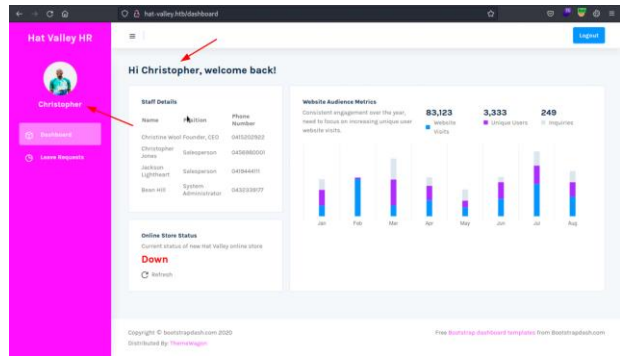 hat-valley.htb/dashboard
Hat Valley HR
Logout
Hi Christopher, welcome back!
Christopher
Dashboard
Leave Requests
Staff Details
Name Position Phone Number
Christine Wool Founder, CEO 0415202922
Christopher Jones Salesperson 0456980001
Jackson Lightheart Salesperson 0419444111
Bean Hill System Administrator 0432339177
Website Audience Metrics
Consistent engagement over the year,
need to focus on increasing unique user
website visits.
83,123
Website Visits
3,333
Unique Users
249
Inquiries
Jan Feb Mar Apr May Jun Jul Aug
Online Store Status
Current status of new Hat Valley online store
Down
Refresh
Copyright © bootstrapdash.com 2020
Distributed By: ThemeWagon
Free Bootstrap dashboard templates from Bootstrapdash.com